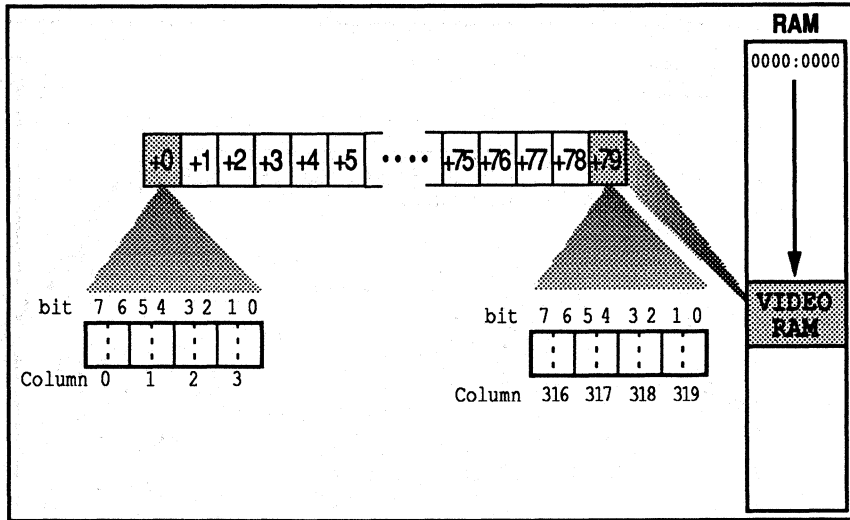 RAM
0000:0000
+0 +1 +2 +3 +4 +5 •••• +75 +76 +77 +78 +79
VIDEO
RAM
bit 7 6 5 4 3 2 1 0
Column 0 1 2 3
bit 7 6 5 4 3 2 1 0
Column 316 317 318 319